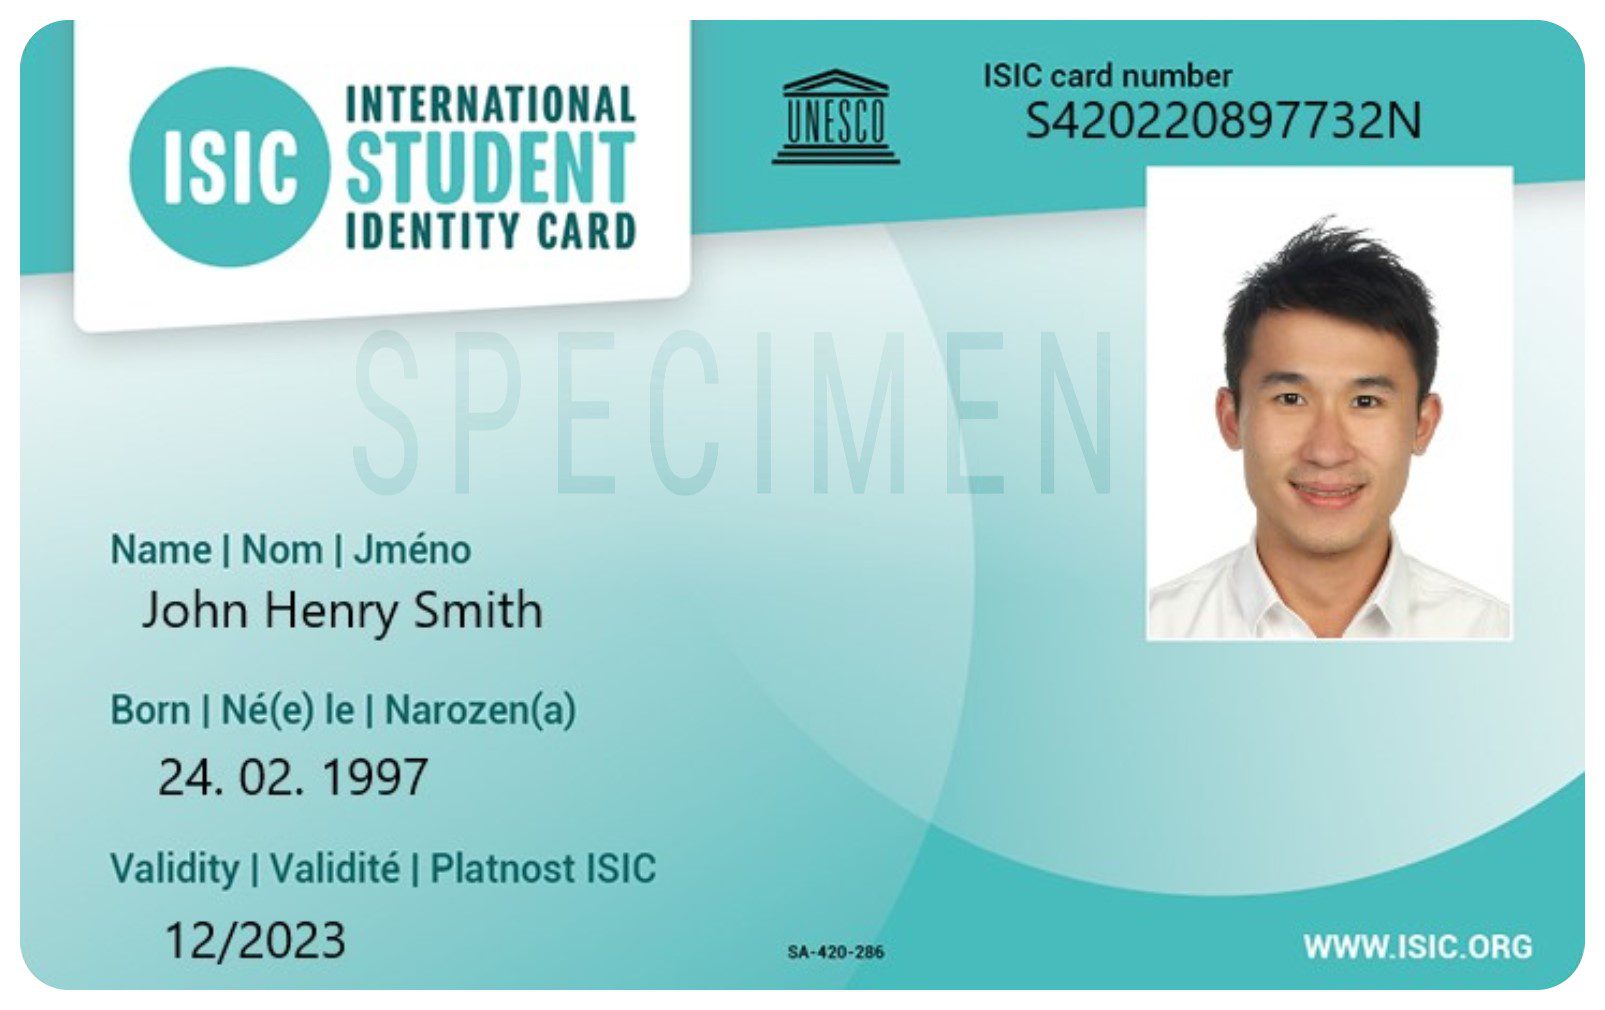 ISIC
INTERNATIONAL
STUDENT
IDENTITY CARD
UNESCO
ISIC card number
S420220897732N
SPECIMEN
Name | Nom | Jméno
John Henry Smith
Born | Né(e) le | Narozen(a)
24. 02. 1997
Validity | Validité | Platnost ISIC
12/2023
SA-420-286
WWW.ISIC.ORG